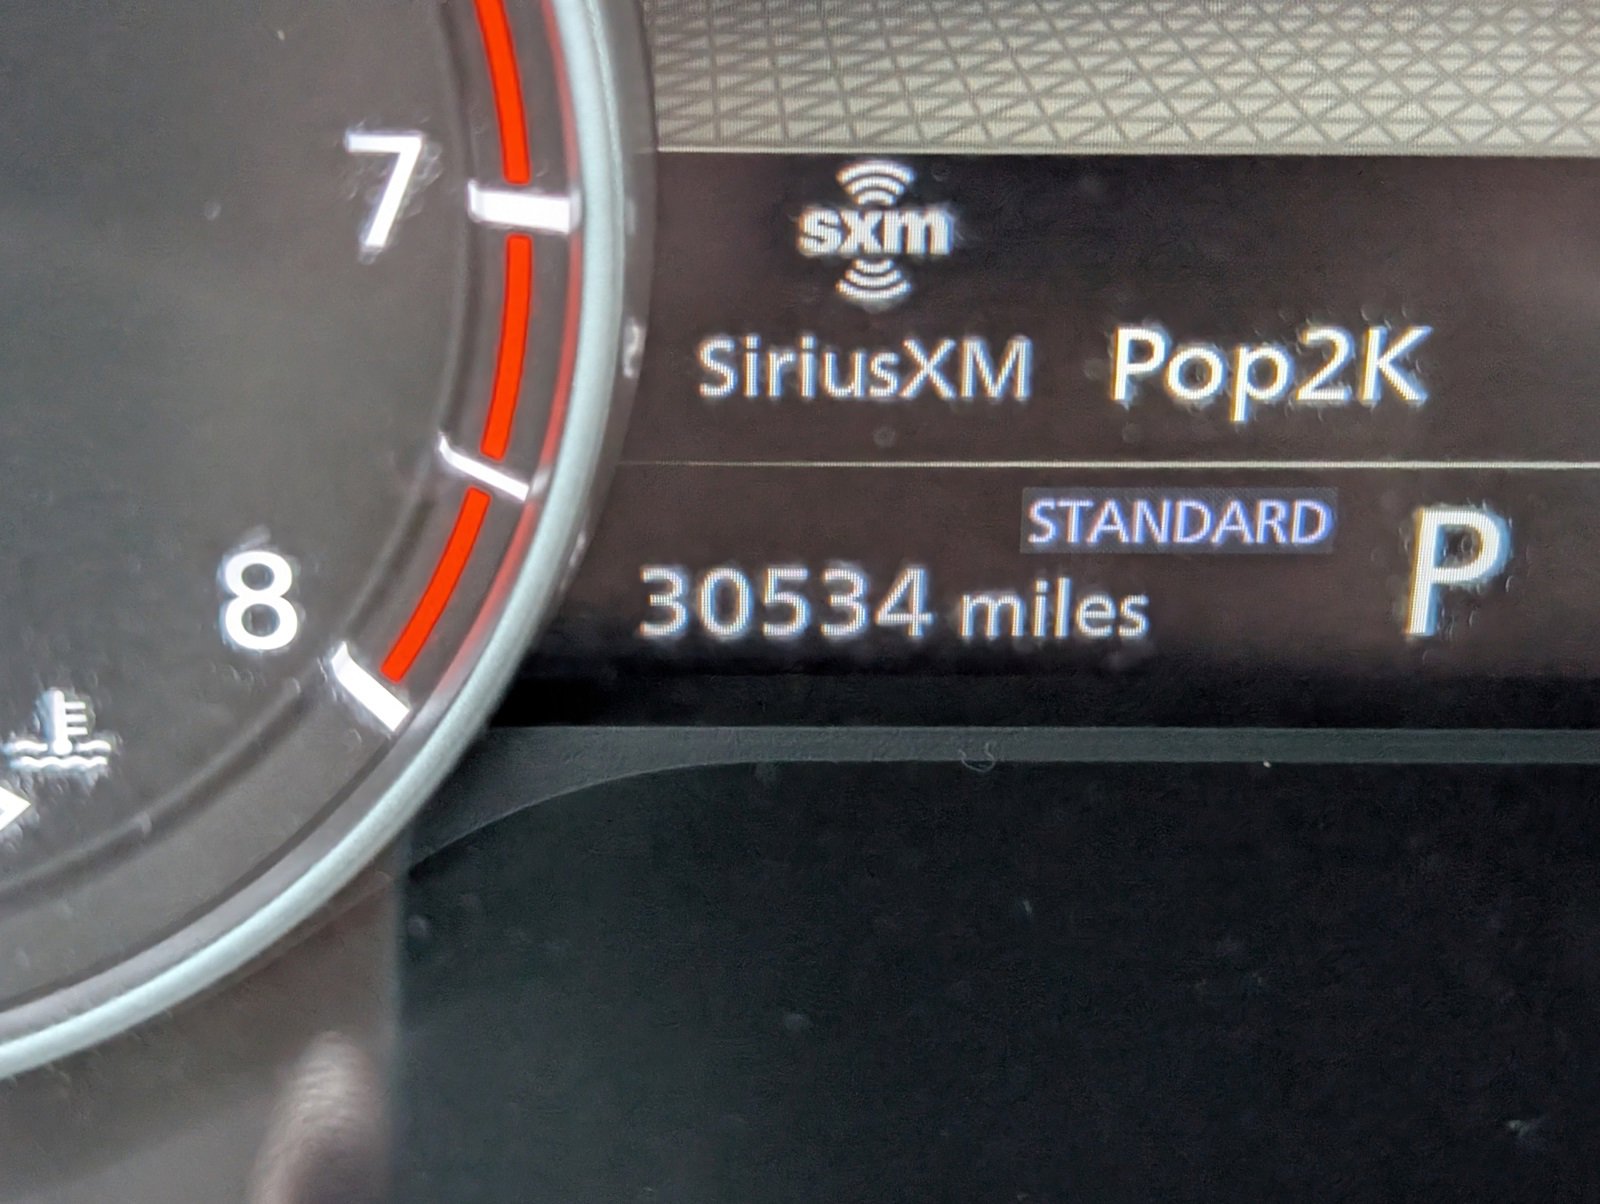 7
sxm
SiriusXM Pop2K
STANDARD P
8
30534 miles